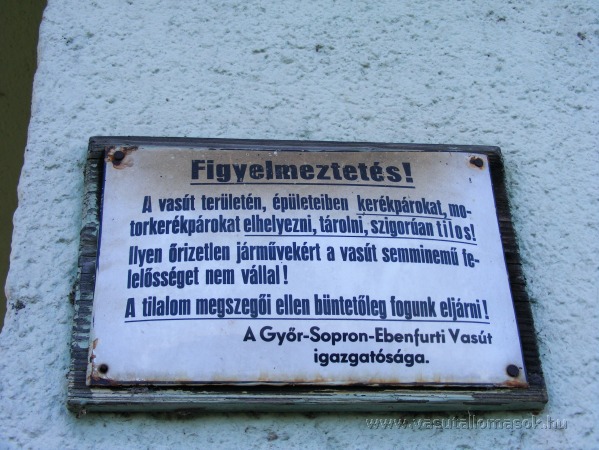 Figyelmeztetés!
A vasút területén, épületeiben kerékpárokat, mo-
torkerékpárokat elhelyezni, tárolni, szigorúan tilos!
Ilyen őrizetlen járművekért a vasút semminemű fe-
lelősséget nem vállal!
A tilalom megszegői ellen büntetőleg fogunk eljárni!
A Győr-Sopron-Ebenfurti Vasút
igazgatósága.
www.vasutallomasok.hu